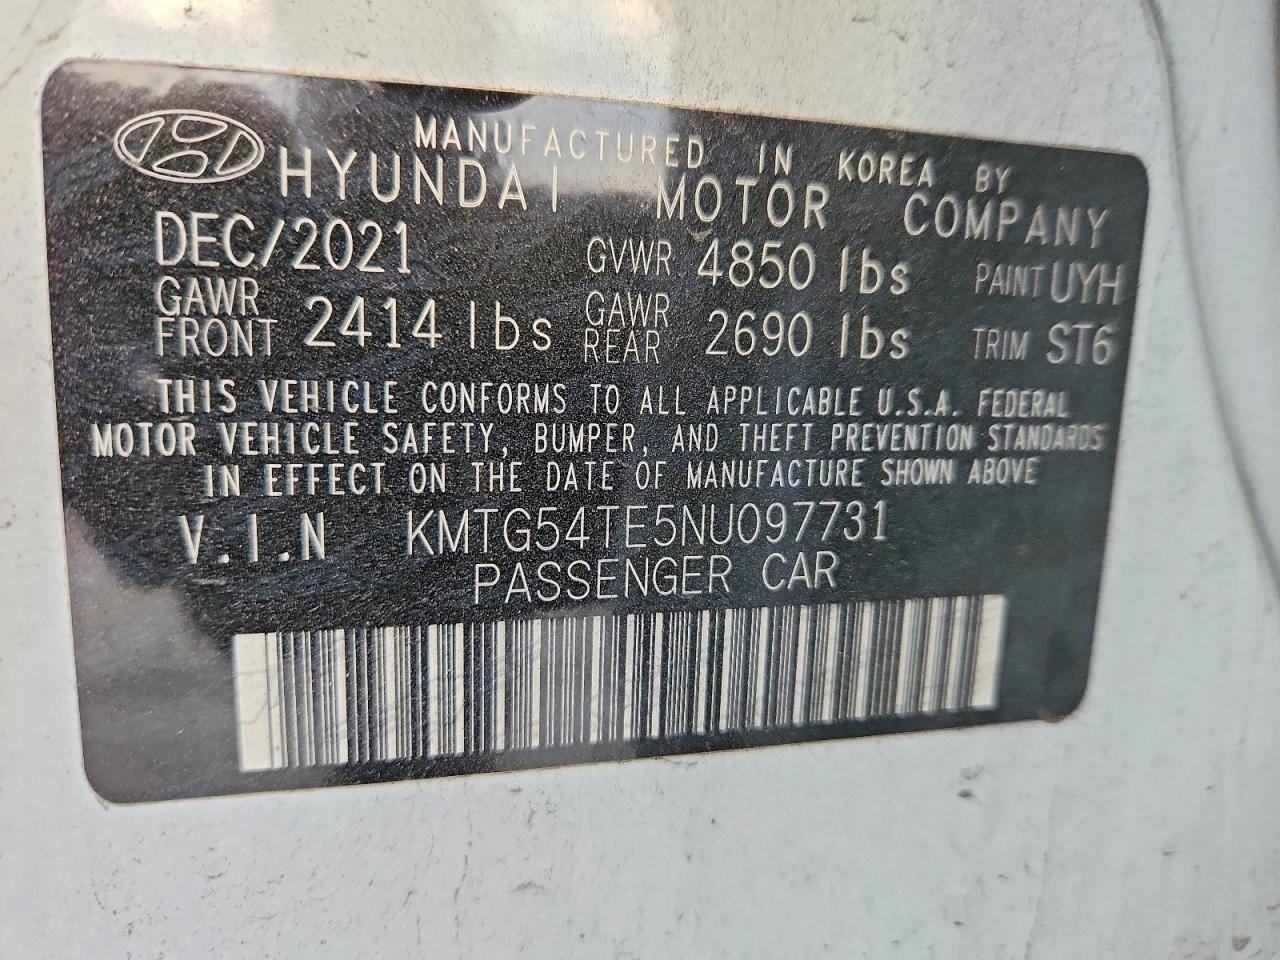 MANUFACTURED IN KOREA BY
HYUNDAI MOTOR COMPANY
DEC/2021 GVWR 4850 lbs PAINT UYH
GAWR FRONT 2414 lbs GAWR REAR 2690 lbs TRIM ST6
THIS VEHICLE CONFORMS TO ALL APPLICABLE U.S.A. FEDERAL
MOTOR VEHICLE SAFETY, BUMPER, AND THEFT PREVENTION STANDARDS
IN EFFECT ON THE DATE OF MANUFACTURE SHOWN ABOVE
V.I.N KMTG54TE5NU097731
PASSENGER CAR